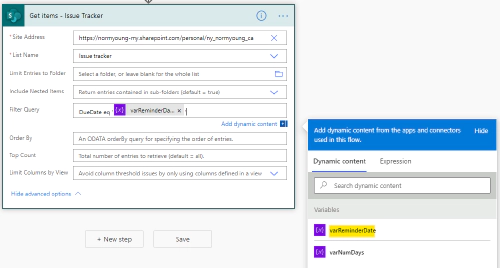 Get items - Issue Tracker
* Site Address
https://normyoung-my.sharepoint.com/personal/ny_normyoung_ca
* List Name
Issue tracker
Limit Entries to Folder
Select a folder, or leave blank for the whole list
Include Nested Items
Return entries contained in sub-folders (default = true)
Filter Query
DueDate eq ' {x} varReminderDa... × '
Add dynamic content
Order By
An ODATA orderBy query for specifying the order of entries.
Top Count
Total number of entries to retrieve (default = all).
Limit Columns by View
Avoid column threshold issues by only using columns defined in a view
Hide advanced options
+ New step
Save
Add dynamic content from the apps and connectors
used in this flow.
Hide
Dynamic content
Expression
Search dynamic content
Variables
{x} varReminderDate
{x} varNumDays